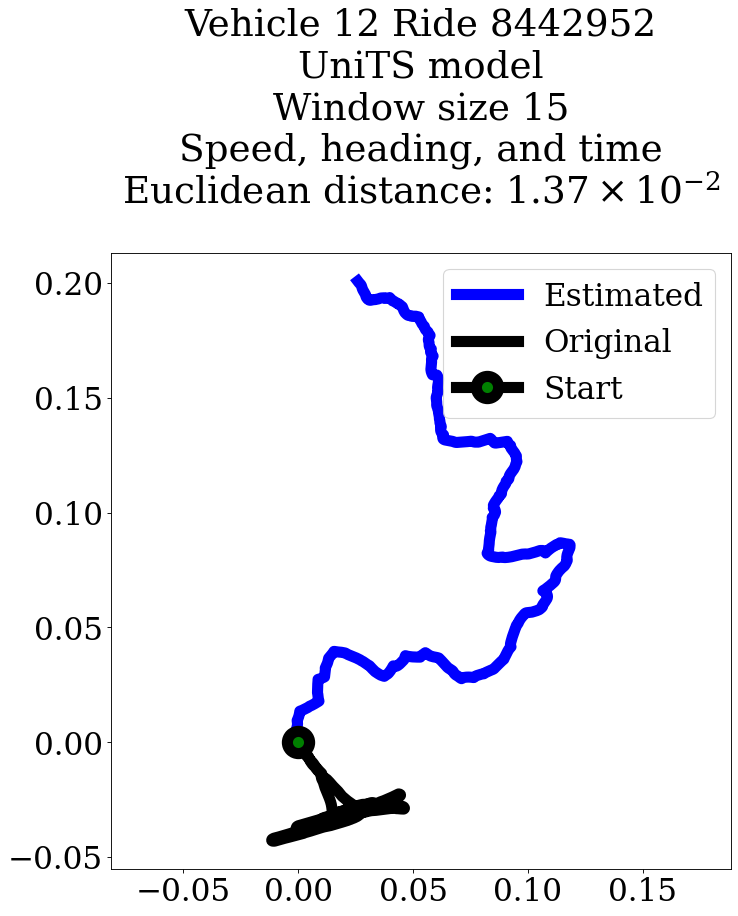 Vehicle 12 Ride 8442952
UniTS model
Window size 15
Speed, heading, and time
Euclidean distance: 1.37 × 10⁻²
Estimated
Original
Start
0.20
0.15
0.10
0.05
0.00
−0.05
−0.05 0.00 0.05 0.10 0.15